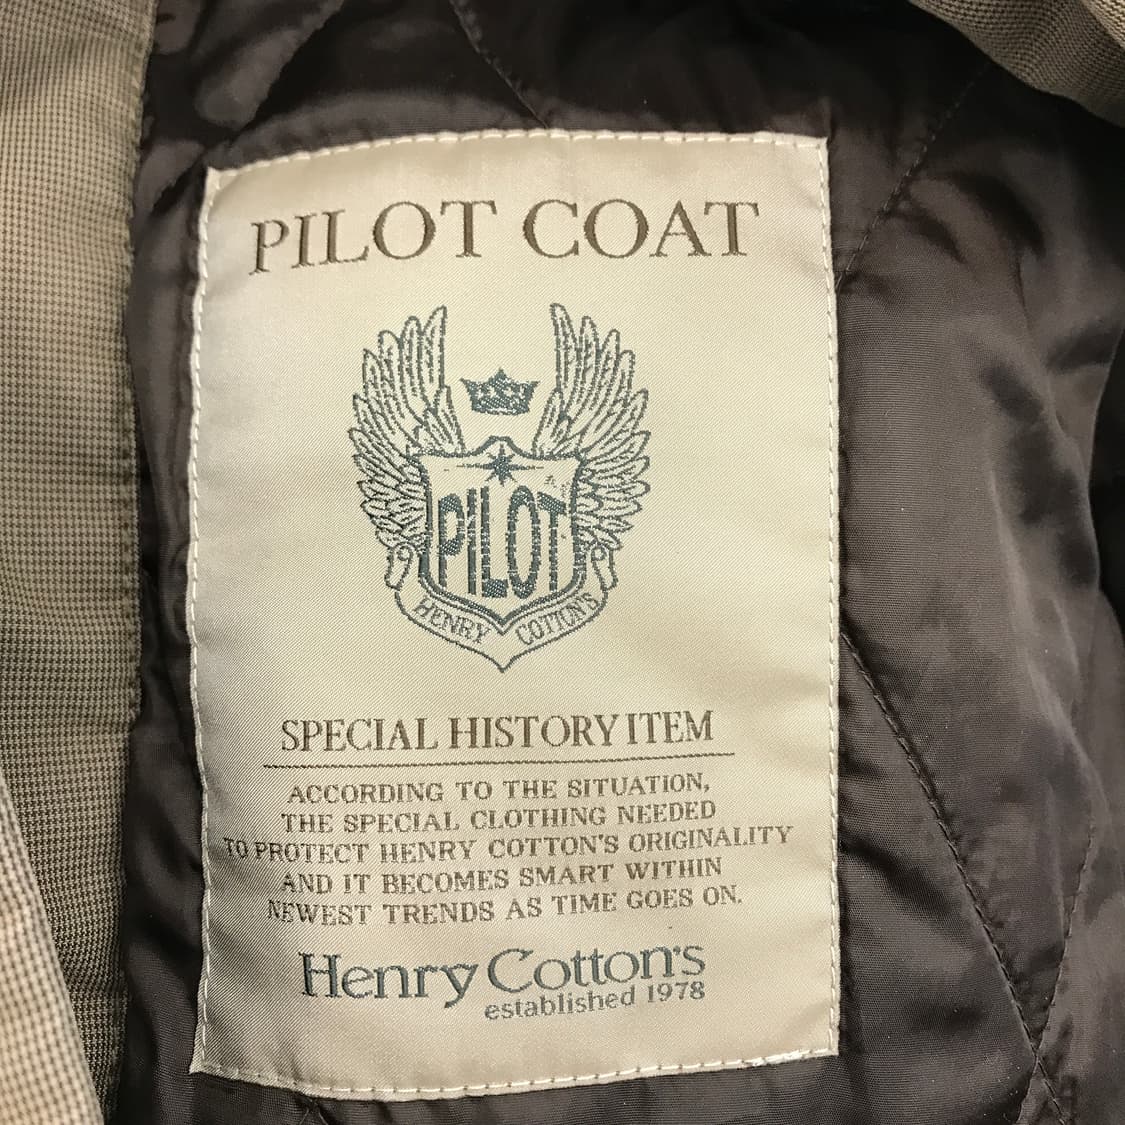 PILOT COAT
PILOT
HENRY COTTON'S
SPECIAL HISTORY ITEM
ACCORDING TO THE SITUATION,
THE SPECIAL CLOTHING NEEDED
TO PROTECT HENRY COTTON'S ORIGINALITY
AND IT BECOMES SMART WITHIN
NEWEST TRENDS AS TIME GOES ON.
Henry Cotton's
established 1978